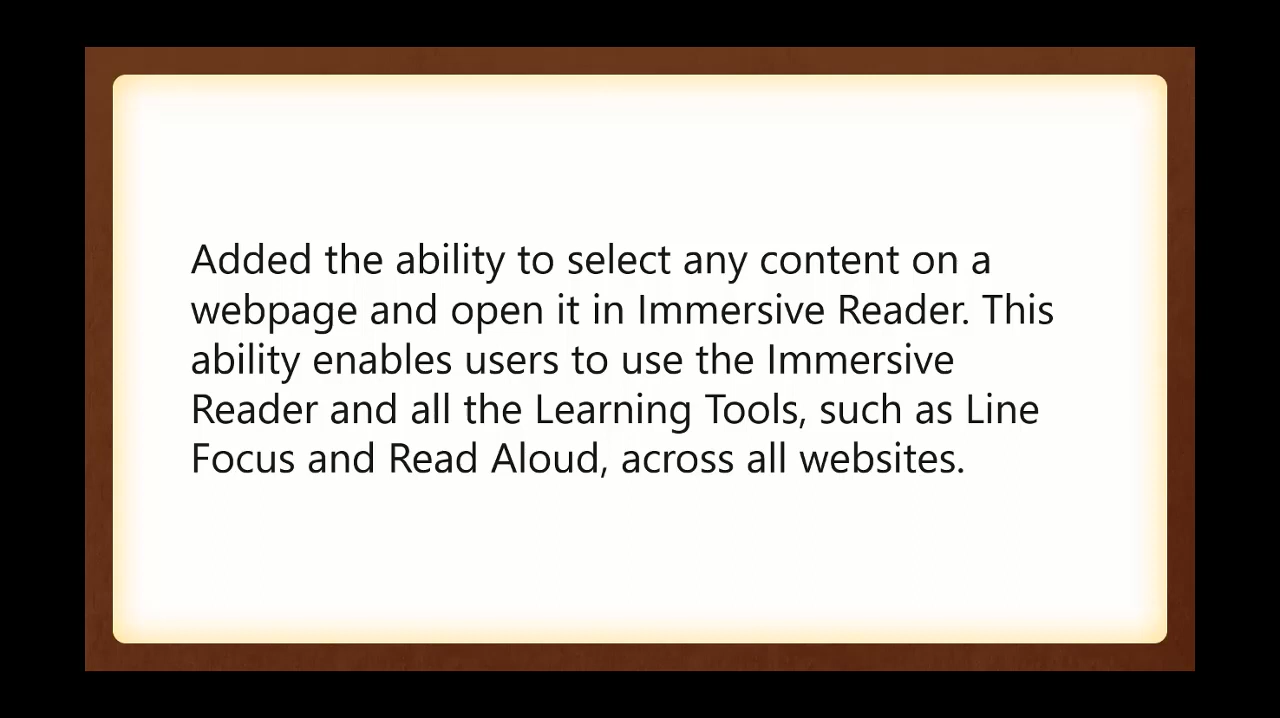 Added the ability to select any content on a
webpage and open it in Immersive Reader. This
ability enables users to use the Immersive
Reader and all the Learning Tools, such as Line
Focus and Read Aloud, across all websites.